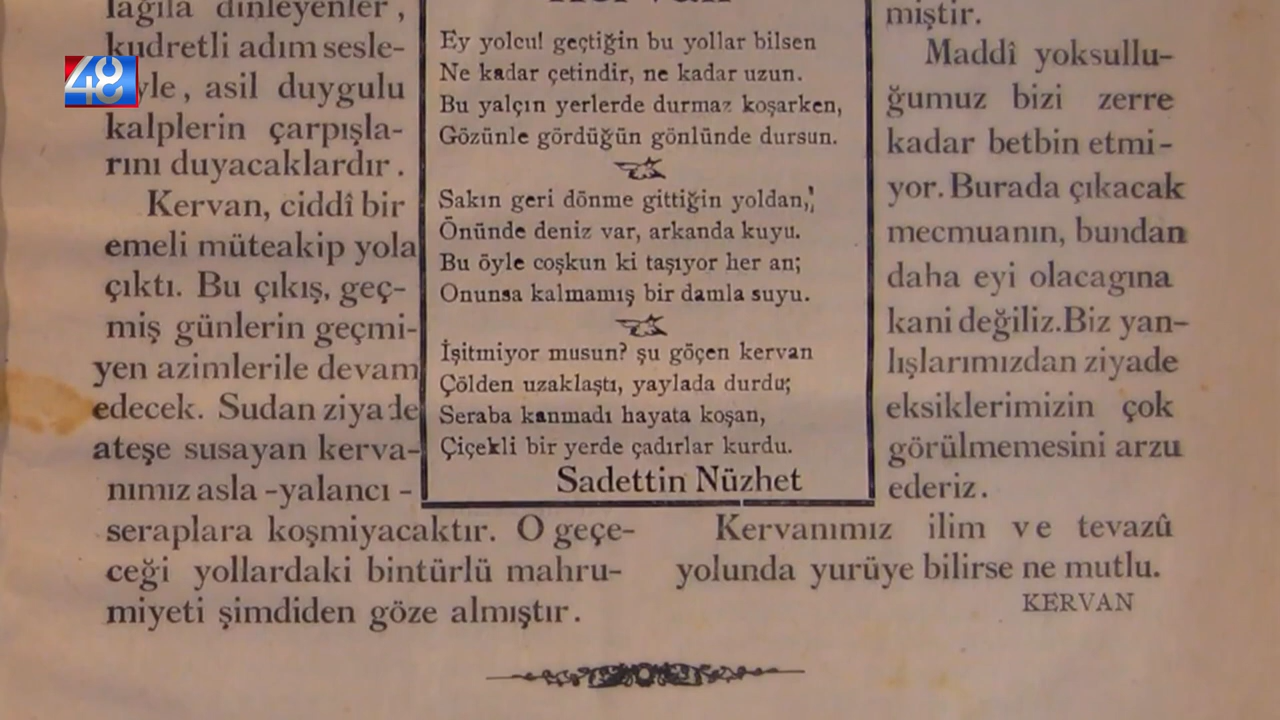 48
lağıla dinleyenler,
kudretli adım sesle-
yle, asil duygulu
kalplerin çarpışla-
rını duyacaklardır.
Kervan, ciddî bir
emeli müteakip yola
çıktı. Bu çıkış, geç-
miş günlerin geçmi-
yen azimlerile devam
edecek. Sudan ziyade
ateşe susayan kerva-
nımız asla -yalancı -
seraplara koşmiyacaktır. O geçe-
ceği yollardaki bintürlü mahru-
miyeti şimdiden göze almıştır.
Ey yolcu! geçtiğin bu yollar bilsen
Ne kadar çetindir, ne kadar uzun.
Bu yalçın yerlerde durmaz koşarken,
Gözünle gördüğün gönlünde dursun.
Sakın geri dönme gittiğin yoldan,
Önünde deniz var, arkanda kuyu.
Bu öyle coşkun ki taşıyor her an;
Onunsa kalmamış bir damla suyu.
İşitmiyor musun? şu göçen kervan
Çölden uzaklaştı, yaylada durdu;
Seraba kanmadı hayata koşan,
Çiçekli bir yerde çadırlar kurdu.
Sadettin Nüzhet
miştir.
Maddî yoksullu-
ğumuz bizi zerre
kadar betbin etmi-
yor. Burada çıkacak
mecmuanın, bundan
daha eyi olacagına
kani değiliz.Biz yan-
lışlarımızdan ziyade
eksiklerimizin çok
görülmemesini arzu
ederiz.
Kervanımız ilim ve tevazû
yolunda yurüye bilirse ne mutlu.
KERVAN